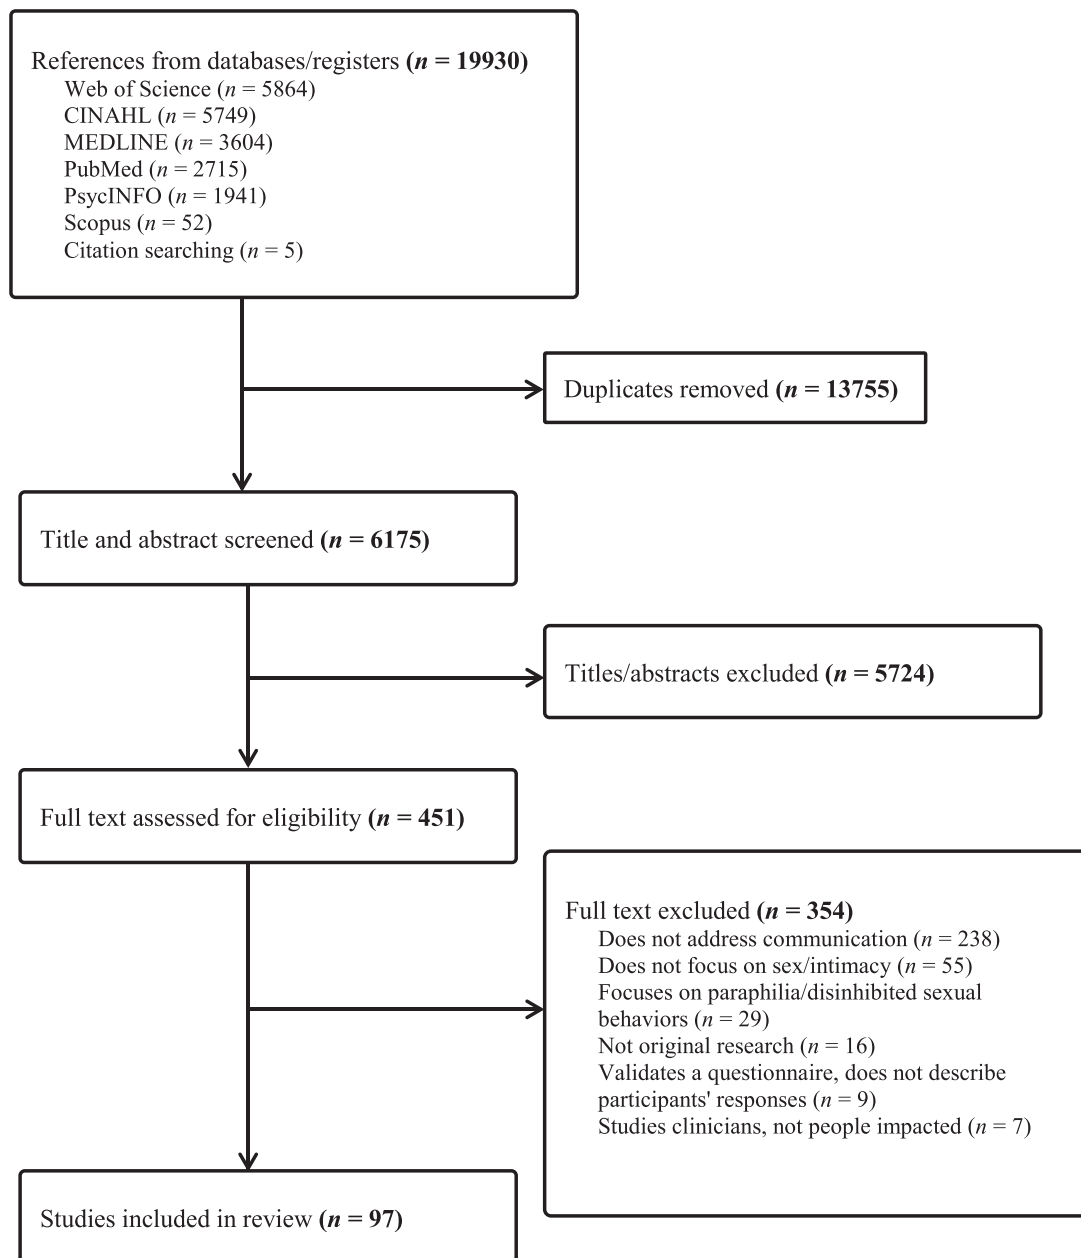 References from databases/registers (n = 19930)
Web of Science (n = 5864)
CINAHL (n = 5749)
MEDLINE (n = 3604)
PubMed (n = 2715)
PsycINFO (n = 1941)
Scopus (n = 52)
Citation searching (n = 5)
Duplicates removed (n = 13755)
Title and abstract screened (n = 6175)
Titles/abstracts excluded (n = 5724)
Full text assessed for eligibility (n = 451)
Full text excluded (n = 354)
Does not address communication (n = 238)
Does not focus on sex/intimacy (n = 55)
Focuses on paraphilia/disinhibited sexual
behaviors (n = 29)
Not original research (n = 16)
Validates a questionnaire, does not describe
participants' responses (n = 9)
Studies clinicians, not people impacted (n = 7)
Studies included in review (n = 97)